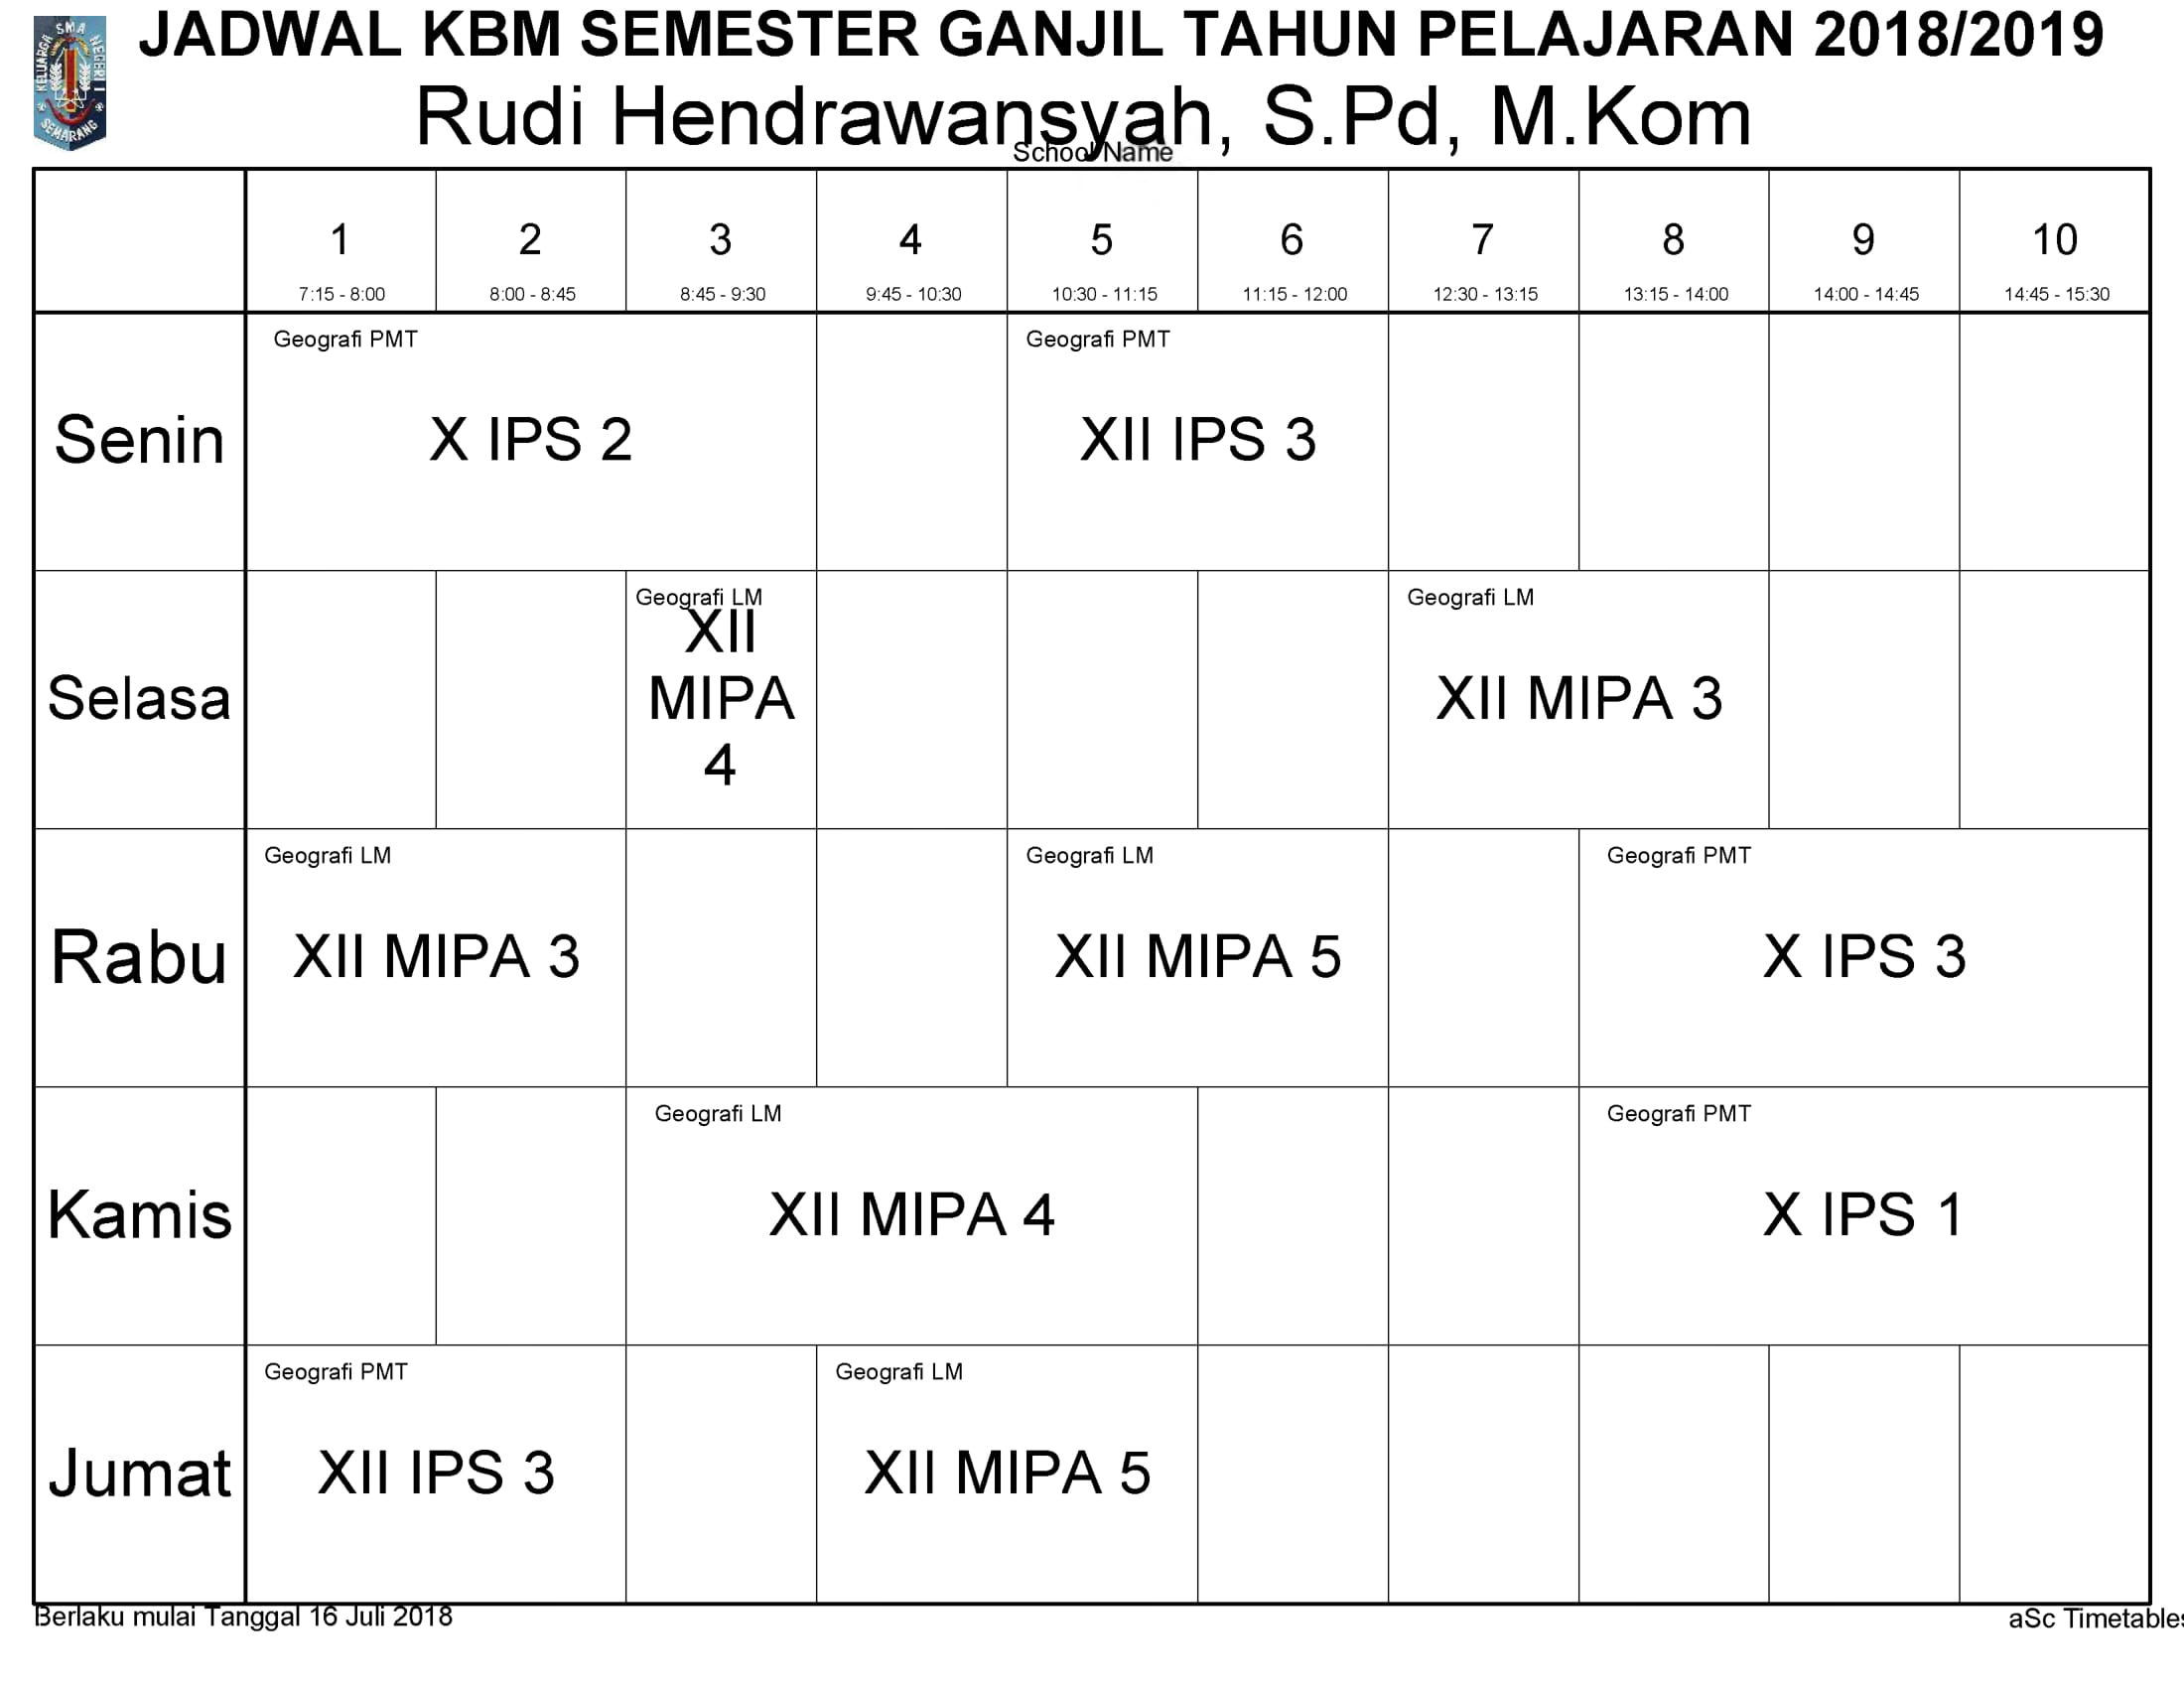 KELUARGA SMA NEGERI 1
SEMARANG
JADWAL KBM SEMESTER GANJIL TAHUN PELAJARAN 2018/2019
Rudi Hendrawansyah, S.Pd, M.Kom
School Name
1 2 3 4 5 6 7 8 9 10
7:15 - 8:00 8:00 - 8:45 8:45 - 9:30 9:45 - 10:30 10:30 - 11:15 11:15 - 12:00 12:30 - 13:15 13:15 - 14:00 14:00 - 14:45 14:45 - 15:30
Geografi PMT Geografi PMT
Senin X IPS 2 XII IPS 3
Geografi LM Geografi LM
XII
Selasa MIPA XII MIPA 3
4
Geografi LM Geografi LM Geografi PMT
Rabu XII MIPA 3 XII MIPA 5 X IPS 3
Geografi LM Geografi PMT
Kamis XII MIPA 4 X IPS 1
Geografi PMT Geografi LM
Jumat XII IPS 3 XII MIPA 5
Berlaku mulai Tanggal 16 Juli 2018 aSc Timetables